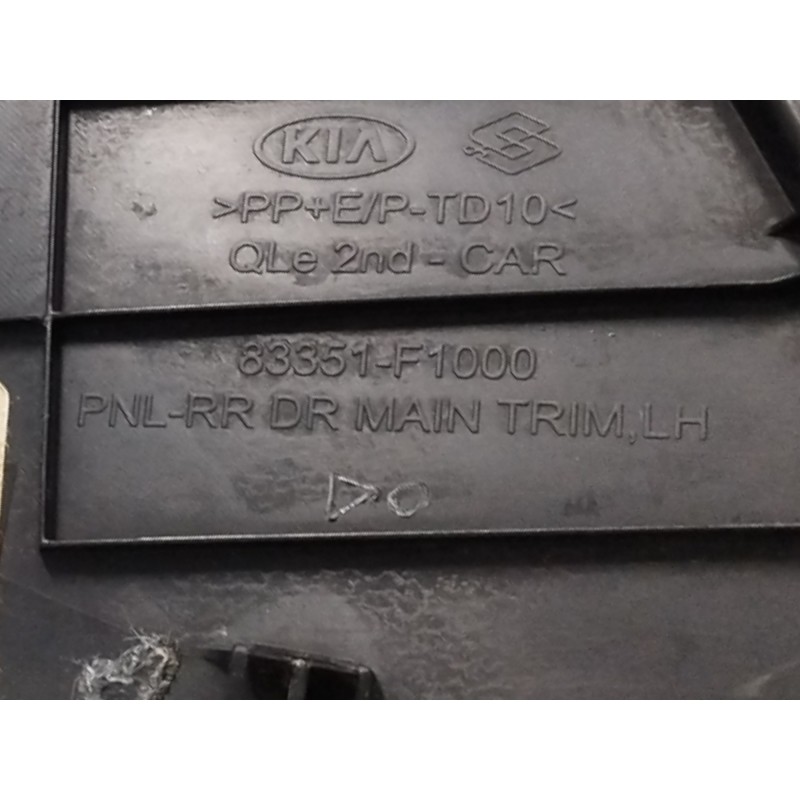 KIA
>PP+E/P-TD10<
QLe 2nd - CAR
83351-F1000
PNL-RR DR MAIN TRIM,LH